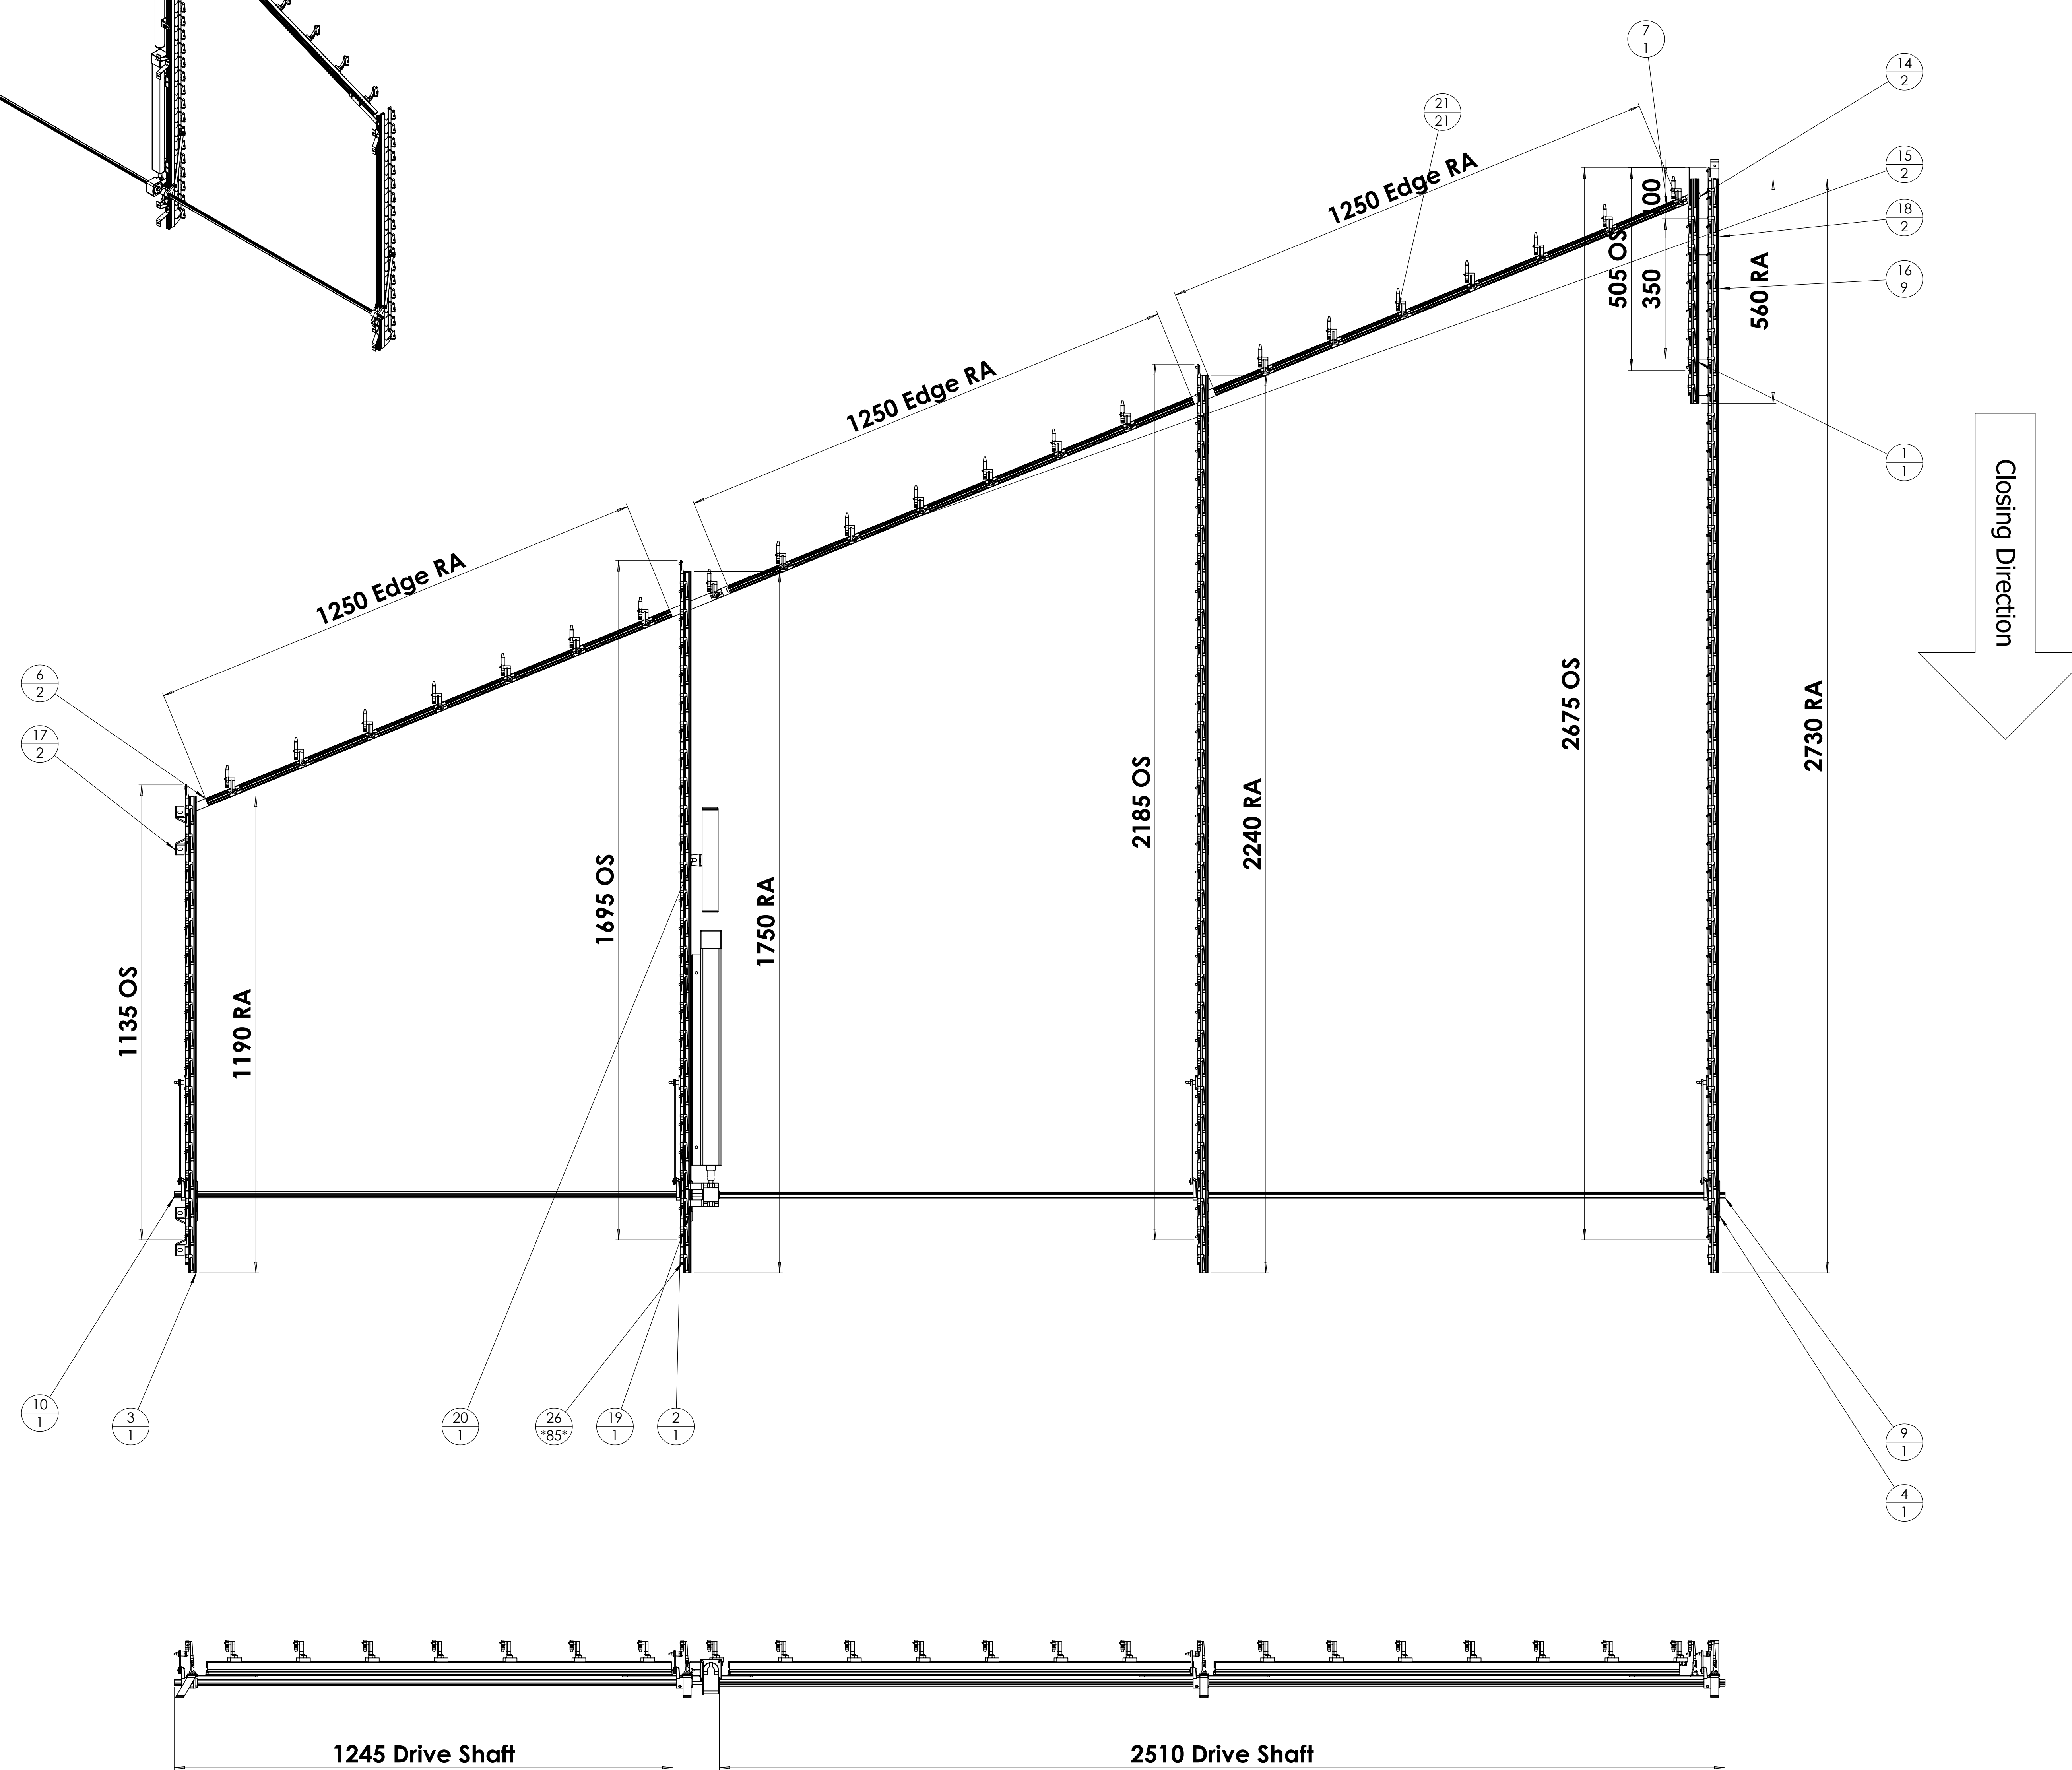 7
1
14
2
21
21
15
2
1250 Edge RA
100
18
2
505 OS
350
560 RA
16
9
1250 Edge RA
1
1
Closing Direction
1250 Edge RA
6
2
17
2
2675 OS
2730 RA
2185 OS
2240 RA
1695 OS
1750 RA
1135 OS
1190 RA
10
1
3
1
20
1
26
*85*
19
1
2
1
9
1
4
1
1245 Drive Shaft
2510 Drive Shaft